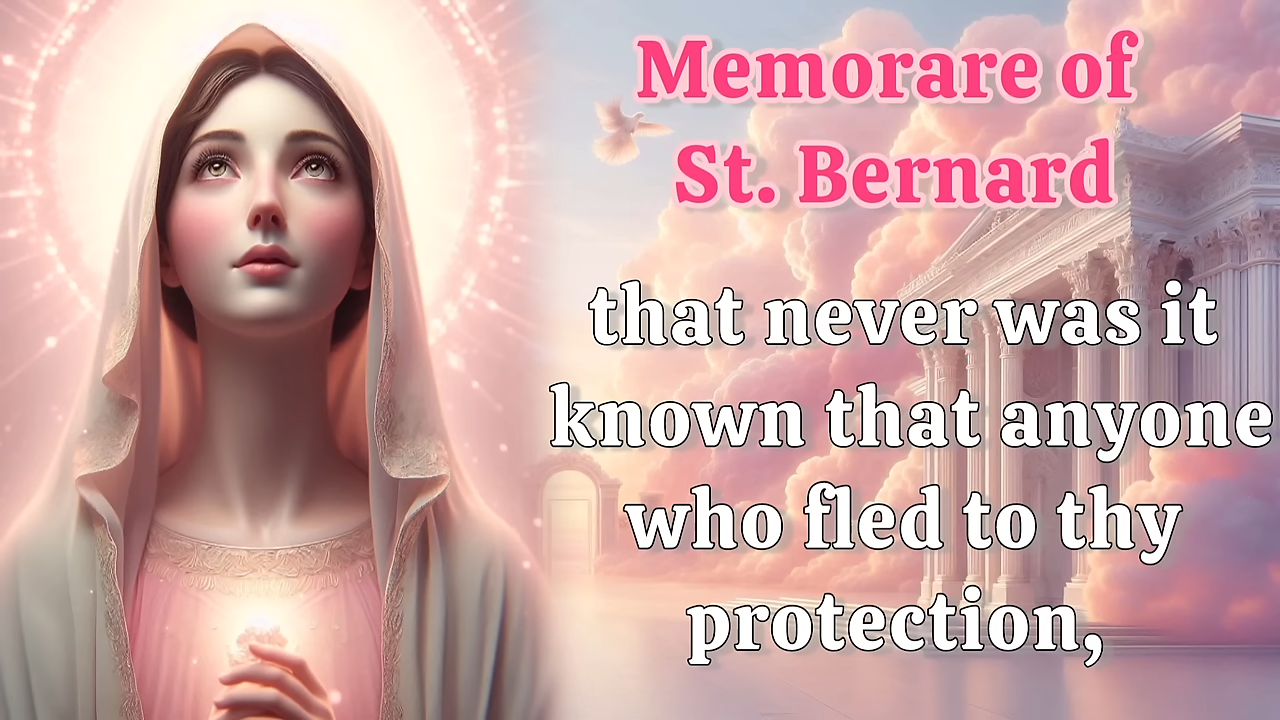 Memorare of
St. Bernard
that never was it
known that anyone
who fled to thy
protection,